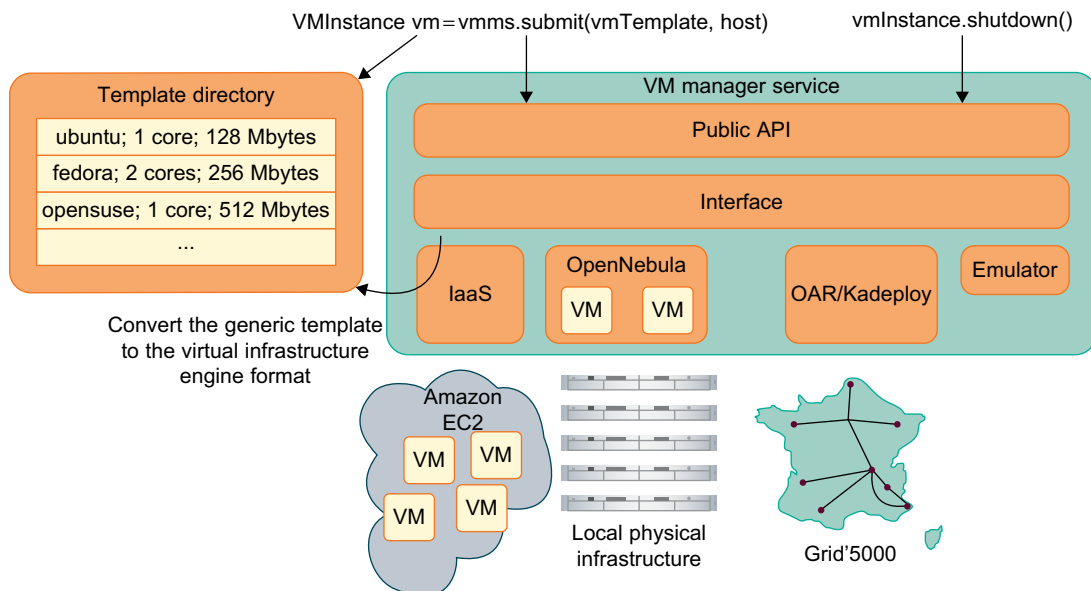 VMInstance vm=vmms.submit(vmTemplate, host)
vmInstance.shutdown()
Template directory
ubuntu; 1 core; 128 Mbytes
fedora; 2 cores; 256 Mbytes
opensuse; 1 core; 512 Mbytes
...
VM manager service
Public API
Interface
IaaS
OpenNebula
VM
VM
OAR/Kadeploy
Emulator
Convert the generic template
to the virtual infrastructure
engine format
Amazon
EC2
VM
VM
VM
VM
Local physical
infrastructure
Grid’5000